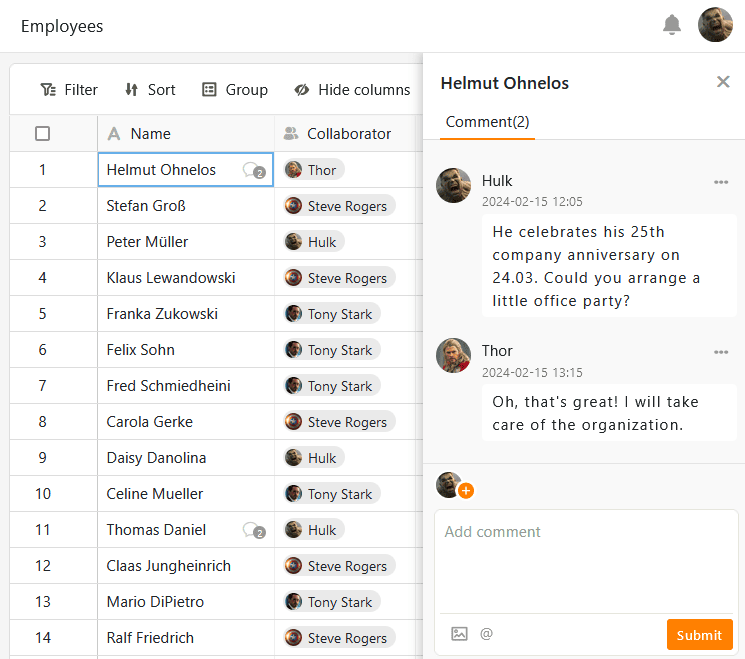 Employees
Filter Sort Group Hide columns
Name Collaborator
1 Helmut Ohnelos 2 Thor
2 Stefan Groß Steve Rogers
3 Peter Müller Hulk
4 Klaus Lewandowski Steve Rogers
5 Franka Zukowski Tony Stark
6 Felix Sohn Tony Stark
7 Fred Schmiedheini Tony Stark
8 Carola Gerke Steve Rogers
9 Daisy Danolina Hulk
10 Celine Mueller Tony Stark
11 Thomas Daniel 2 Hulk
12 Claas Jungheinrich Steve Rogers
13 Mario DiPietro Tony Stark
14 Ralf Friedrich Steve Rogers
Helmut Ohnelos
Comment(2)
Hulk
2024-02-15 12:05
He celebrates his 25th
company anniversary on
24.03. Could you arrange a
little office party?
Thor
2024-02-15 13:15
Oh, that's great! I will take
care of the organization.
Add comment
@ Submit